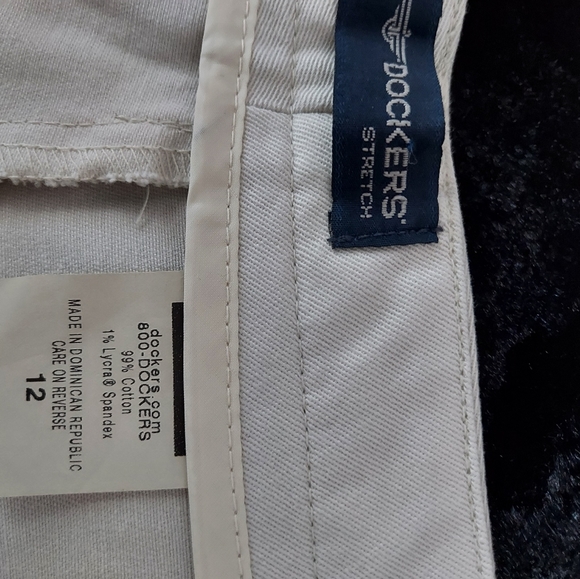 DOCKERS®
STRETCH
dockers.com
800-DOCKERS
99% Cotton
1% Lycra® Spandex
MADE IN DOMINICAN REPUBLIC
CARE ON REVERSE
12